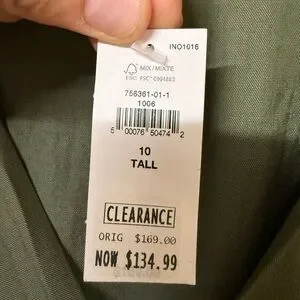 INO1016
MIX/MIXTE
FSC
756361-01-1
1006
5 00076 50474 2
10
TALL
CLEARANCE
ORIG $169.00
NOW $134.99